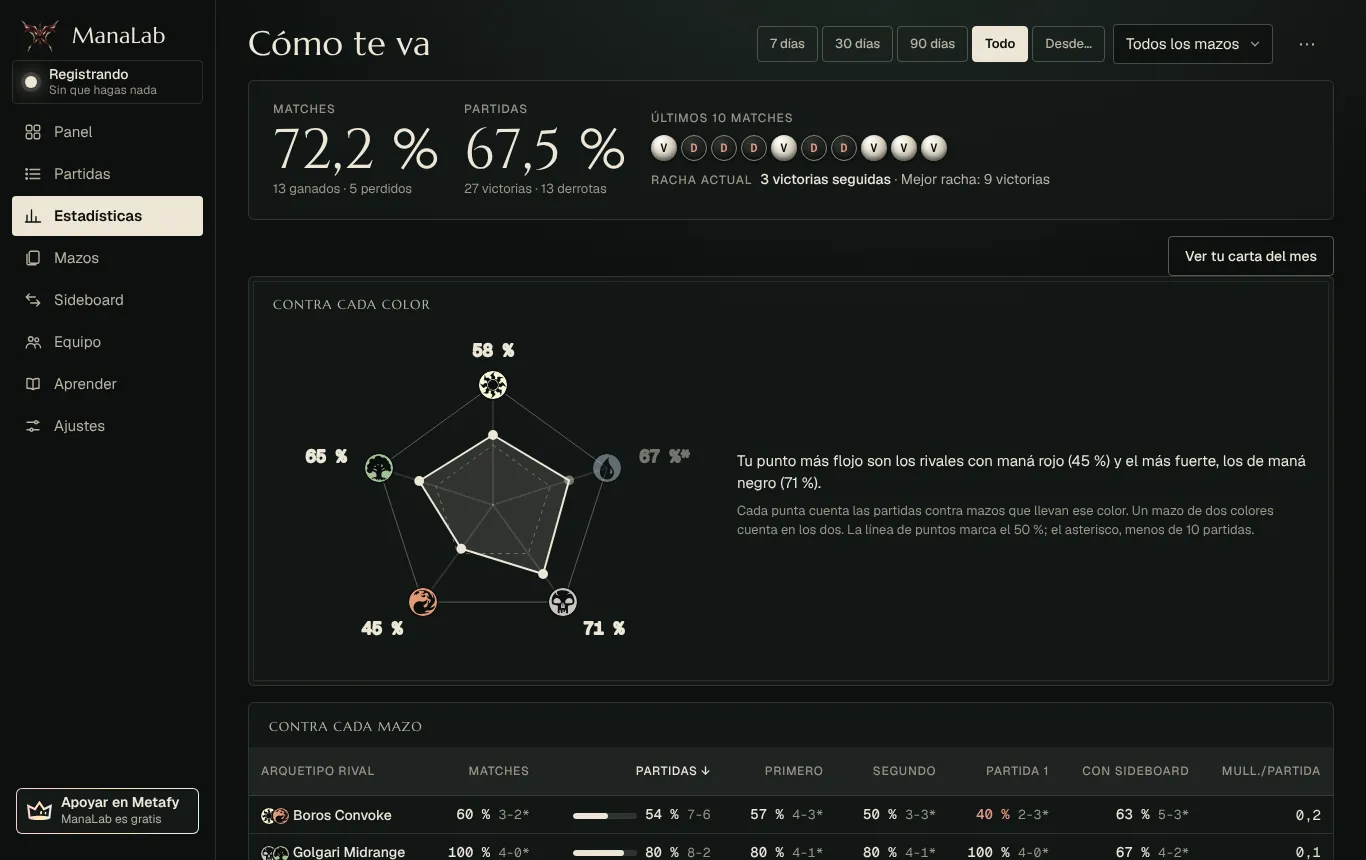 ManaLab
Registrando
Sin que hagas nada
Panel
Partidas
Estadísticas
Mazos
Sideboard
Equipo
Aprender
Ajustes
Apoyar en Metafy
ManaLab es gratis
Cómo te va
7 días
30 días
90 días
Todo
Desde...
Todos los mazos
MATCHES
72,2 %
13 ganados · 5 perdidos
PARTIDAS
67,5 %
27 victorias · 13 derrotas
ÚLTIMOS 10 MATCHES
V D D D V D D V V V
RACHA ACTUAL 3 victorias seguidas · Mejor racha: 9 victorias
Ver tu carta del mes
CONTRA CADA COLOR
58 %
65 %
67 %*
45 %
71 %
Tu punto más flojo son los rivales con maná rojo (45 %) y el más fuerte, los de maná
negro (71 %).
Cada punta cuenta las partidas contra mazos que llevan ese color. Un mazo de dos colores
cuenta en los dos. La línea de puntos marca el 50 %; el asterisco, menos de 10 partidas.
CONTRA CADA MAZO
ARQUETIPO RIVAL MATCHES PARTIDAS ↓ PRIMERO SEGUNDO PARTIDA 1 CON SIDEBOARD MULL./PARTIDA
Boros Convoke 60 % 3-2* 54 % 7-6 57 % 4-3* 50 % 3-3* 40 % 2-3* 63 % 5-3* 0,2
Golgari Midrange 100 % 4-0* 80 % 8-2 80 % 4-1* 80 % 4-1* 100 % 4-0* 67 % 4-2* 0,1